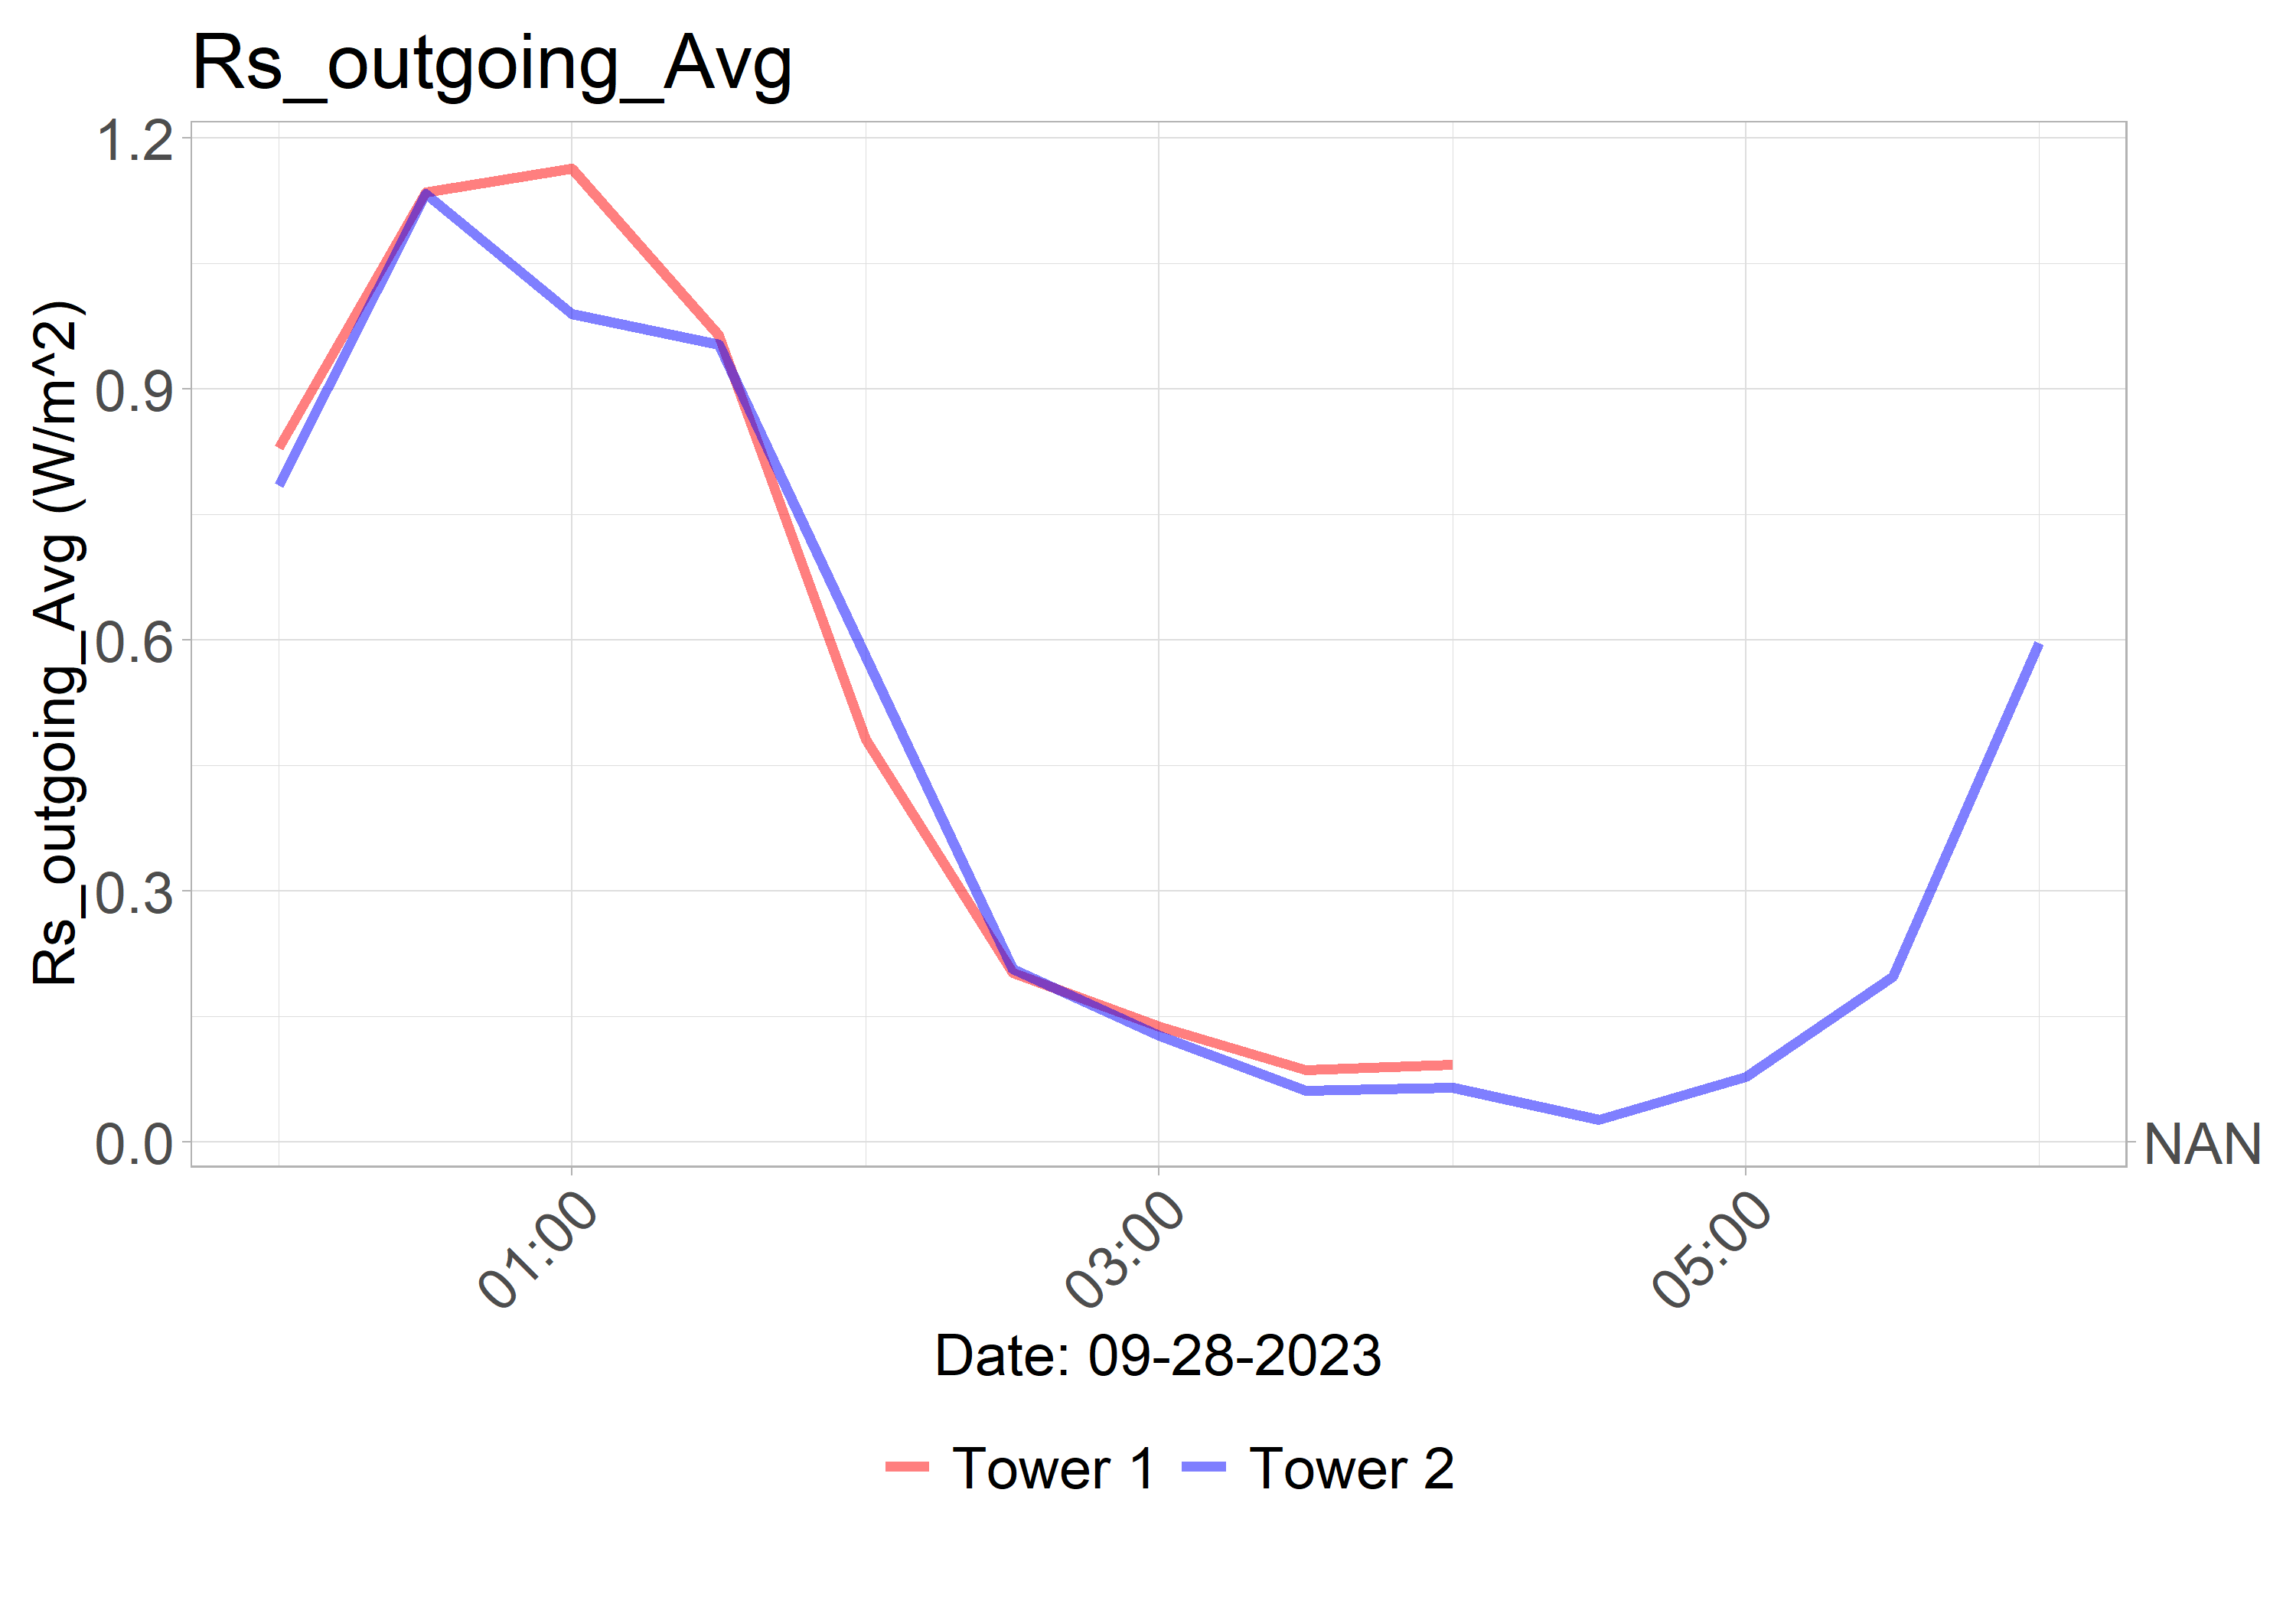 Rs_outgoing_Avg
Rs_outgoing_Avg (W/m^2)
1.2
0.9
0.6
0.3
0.0
NAN
01:00
03:00
05:00
Date: 09-28-2023
Tower 1
Tower 2